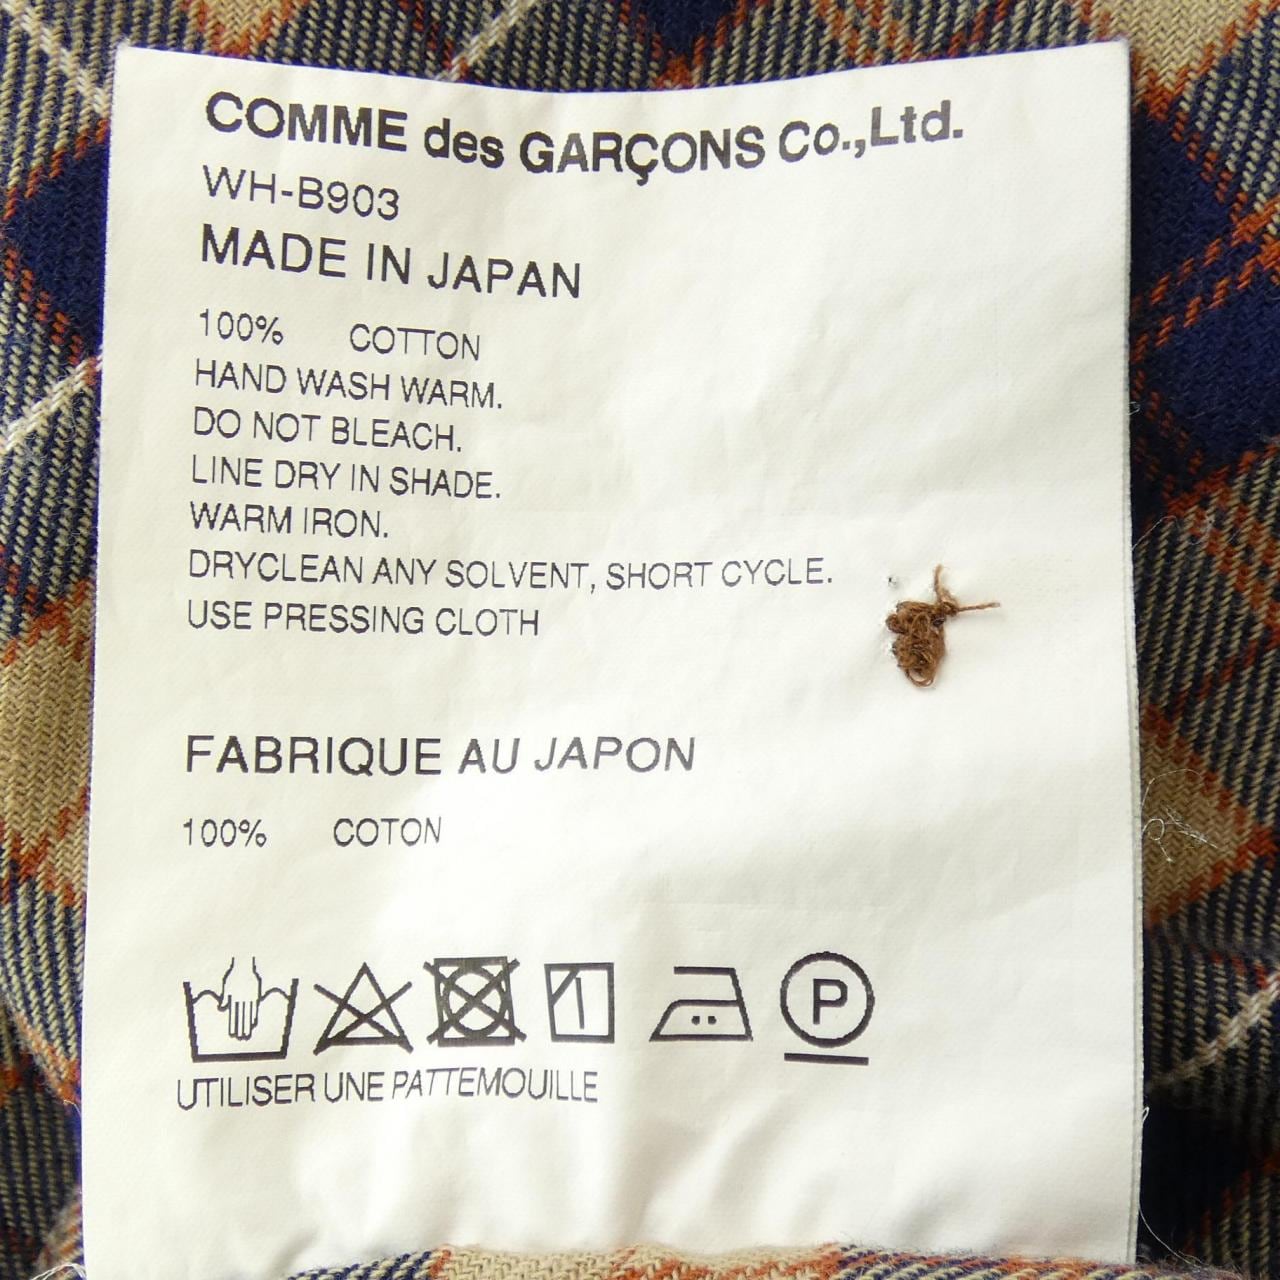 COMME des GARÇONS Co.,Ltd.
WH-B903
MADE IN JAPAN
100% COTTON
HAND WASH WARM.
DO NOT BLEACH.
LINE DRY IN SHADE.
WARM IRON.
DRYCLEAN ANY SOLVENT, SHORT CYCLE.
USE PRESSING CLOTH
FABRIQUE AU JAPON
100% COTON
P
UTILISER UNE PATTEMOUILLE